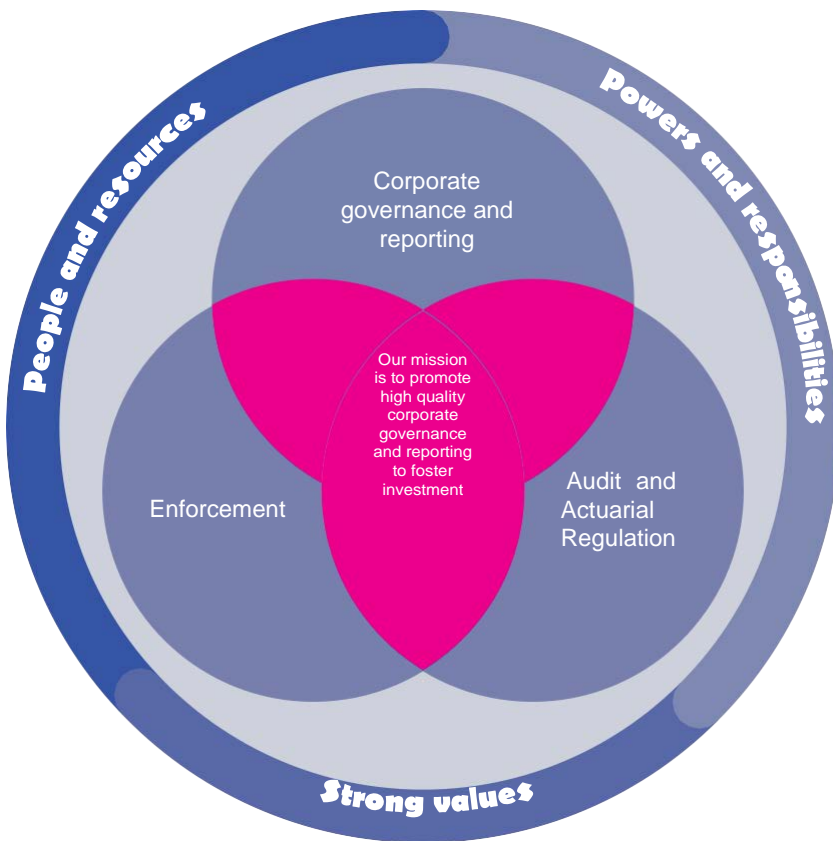 People and resources
Powers and responsibilities
Corporate
governance and
reporting
Our mission
is to promote
high quality
corporate
governance
and reporting
to foster
investment
Enforcement
Audit and
Actuarial
Regulation
Strong values